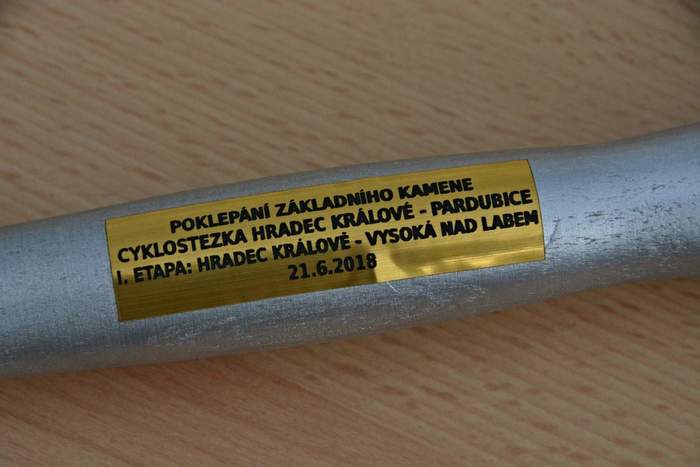 POKLEPÁNÍ ZÁKLADNÍHO KAMENE
CYKLOSTEZKA HRADEC KRÁLOVÉ - PARDUBICE
I. ETAPA: HRADEC KRÁLOVÉ - VYSOKÁ NAD LABEM
21.6.2018